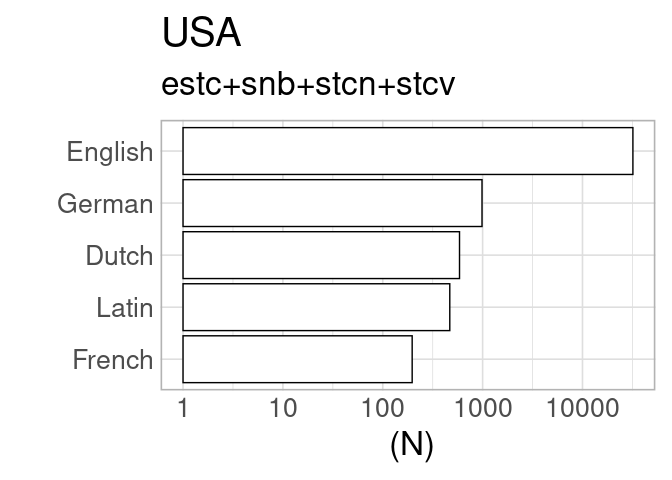 USA
estc+snb+stcn+stcv
English
German
Dutch
Latin
French
1 10 100 1000 10000
(N)